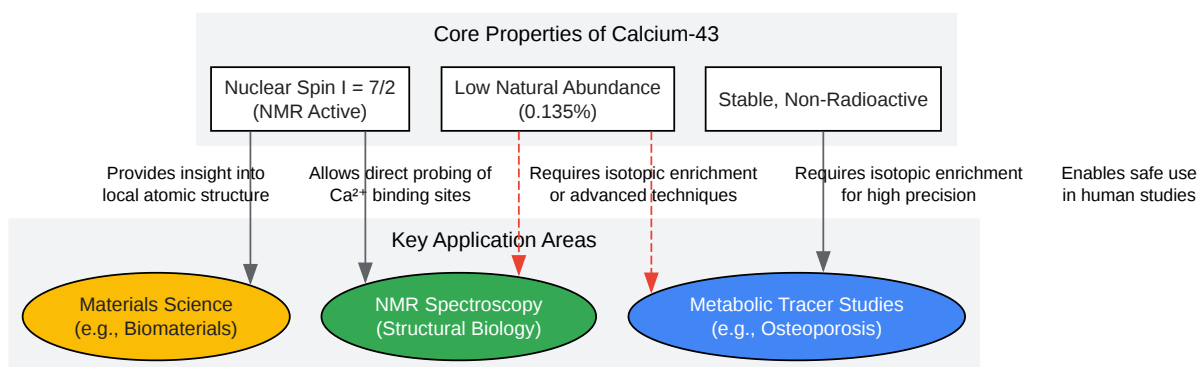 Core Properties of Calcium-43
Nuclear Spin I = 7/2
(NMR Active)
Low Natural Abundance
(0.135%)
Stable, Non-Radioactive
Provides insight into
local atomic structure
Allows direct probing of
Ca²⁺ binding sites
Requires isotopic enrichment
or advanced techniques
Requires isotopic enrichment
for high precision
Enables safe use
in human studies
Key Application Areas
Materials Science
(e.g., Biomaterials)
NMR Spectroscopy
(Structural Biology)
Metabolic Tracer Studies
(e.g., Osteoporosis)